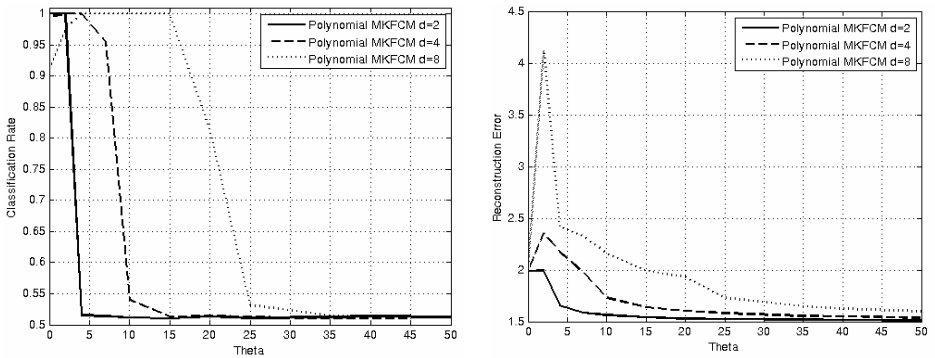 1
0.95
0.9
0.85
0.8
0.75
0.7
0.65
0.6
0.55
0.5
Classification Rate
Polynomial MKFCM d=2
Polynomial MKFCM d=4
Polynomial MKFCM d=8
0 5 10 15 20 25 30 35 40 45 50
Theta
4.5
4
3.5
3
2.5
2
1.5
Reconstruction Error
Polynomial MKFCM d=2
Polynomial MKFCM d=4
Polynomial MKFCM d=8
0 5 10 15 20 25 30 35 40 45 50
Theta